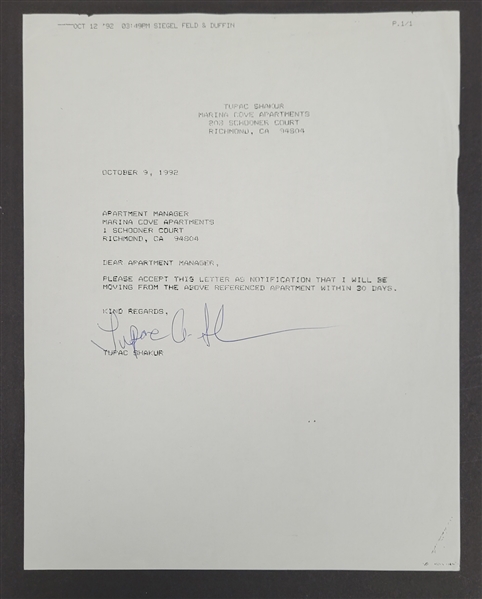 OCT 12 '92 03:49PM SIEGEL FELD & DUFFIN P.1/1
TUPAC SHAKUR
MARINA COVE APARTMENTS
203 SCHOONER COURT
RICHMOND, CA 94804
OCTOBER 9, 1992
APARTMENT MANAGER
MARINA COVE APARTMENTS
1 SCHOONER COURT
RICHMOND, CA 94804
DEAR APARTMENT MANAGER,
PLEASE ACCEPT THIS LETTER AS NOTIFICATION THAT I WILL BE
MOVING FROM THE ABOVE REFERENCED APARTMENT WITHIN 30 DAYS.
KIND REGARDS,
Tupac
TUPAC SHAKUR